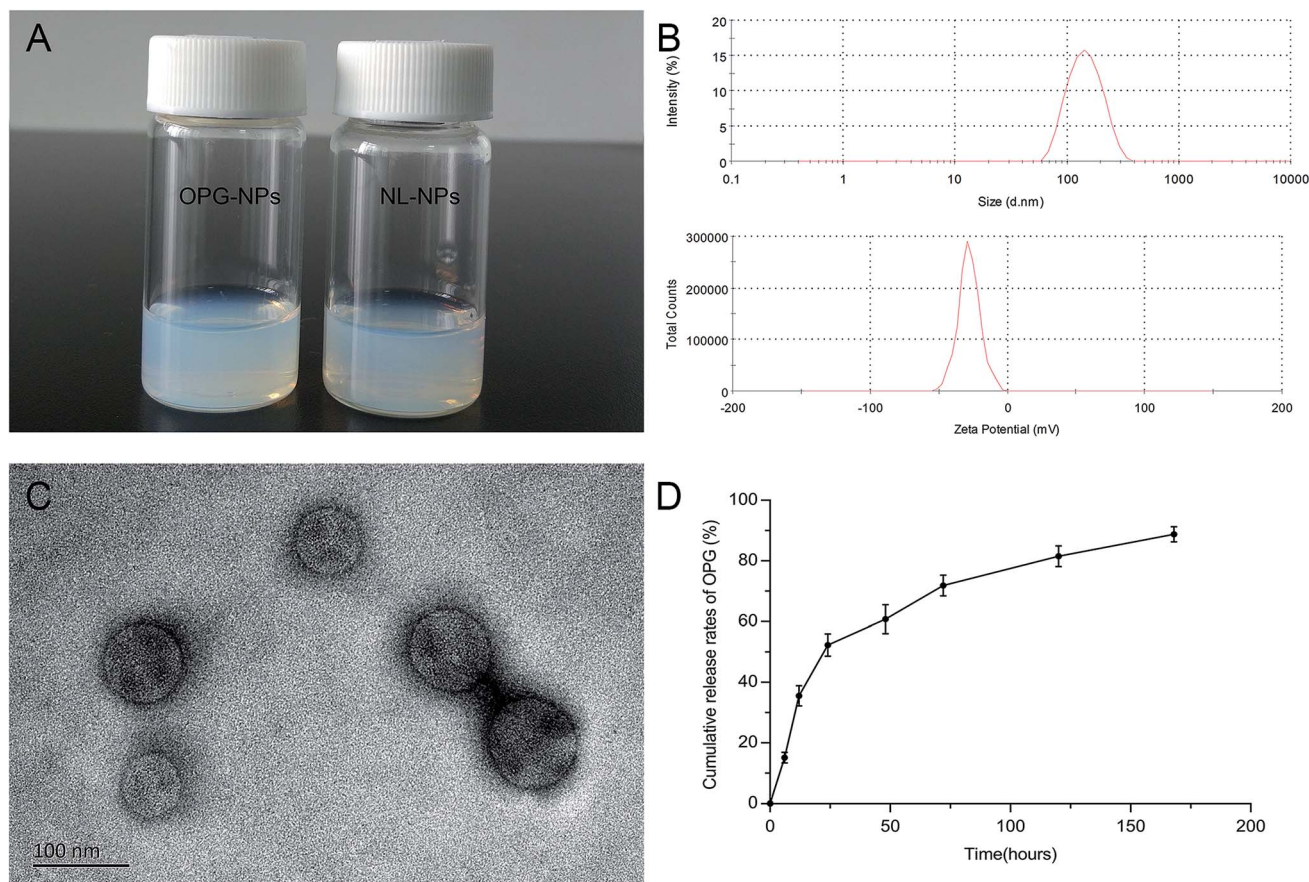 A
OPG-NPs
NL-NPs
B
20
15
10
5
0
Intensity (%)
0.1
1
10
100
1000
10000
Size (d.nm)
300000
200000
100000
0
Total Counts
-200
-100
0
100
200
Zeta Potential (mV)
C
100 nm
D
100
80
60
40
20
0
Cumulative release rates of OPG (%)
0
50
100
150
200
Time(hours)